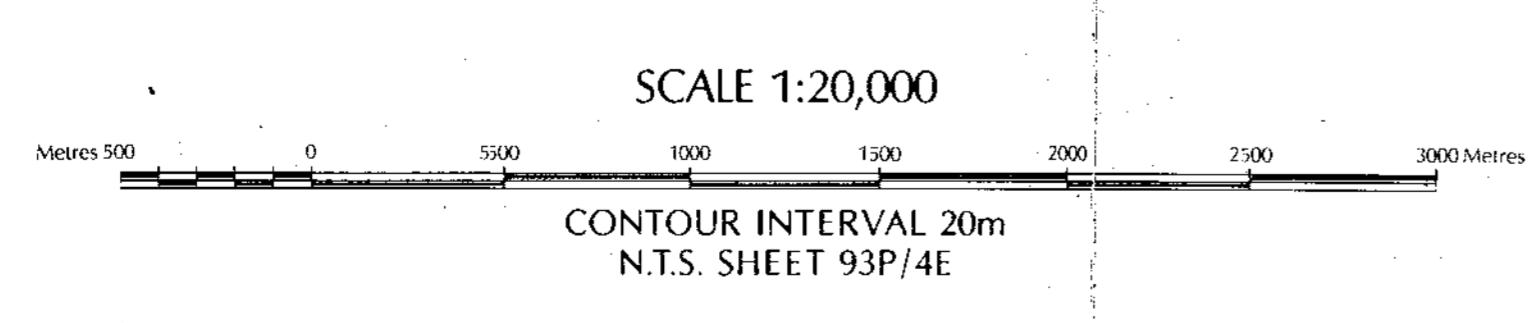 SCALE 1:20,000
Metres 500 0 5500 1000 1500 2000 2500 3000 Metres
CONTOUR INTERVAL 20m
N.T.S. SHEET 93P/4E